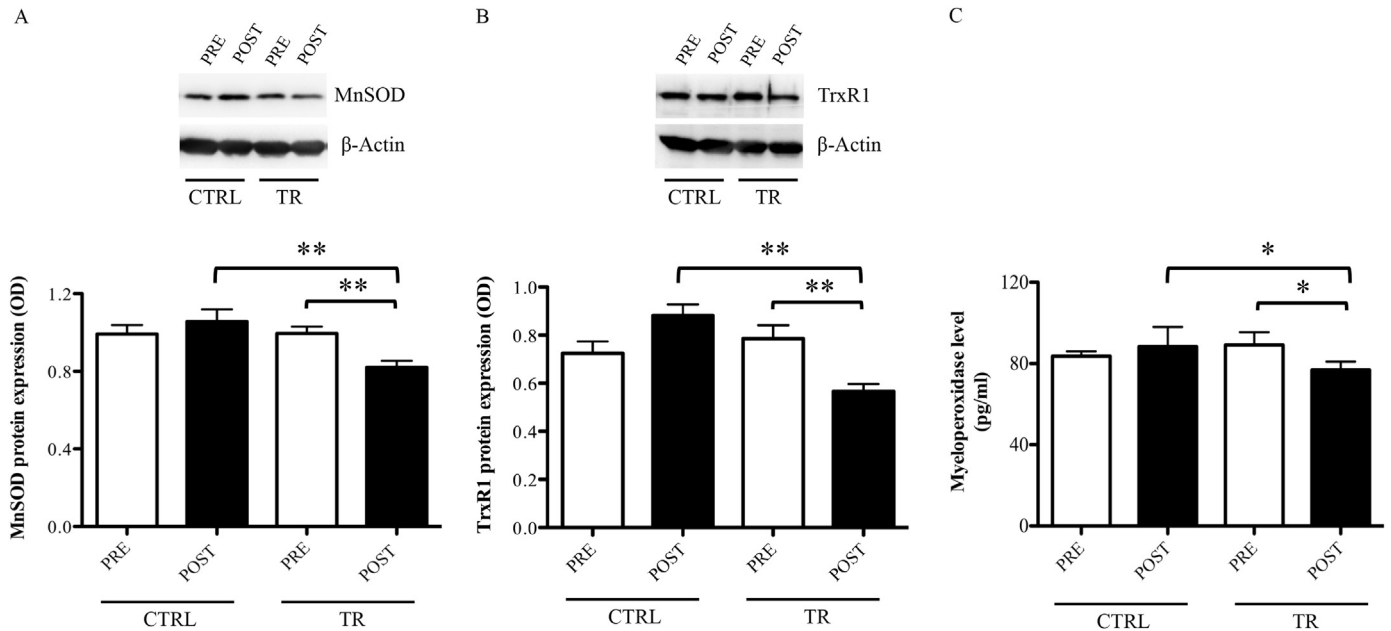 A
PRE POST PRE POST
MnSOD
β-Actin
CTRL TR
**
**
MnSOD protein expression (OD)
1.2
0.8
0.4
0.0
PRE POST PRE POST
CTRL TR
B
PRE POST PRE POST
TrxR1
β-Actin
CTRL TR
**
**
TrxR1 protein expression (OD)
1.0
0.8
0.6
0.4
0.2
0.0
PRE POST PRE POST
CTRL TR
C
*
*
Myeloperoxidase level
(pg/ml)
120
80
40
0
PRE POST PRE POST
CTRL TR